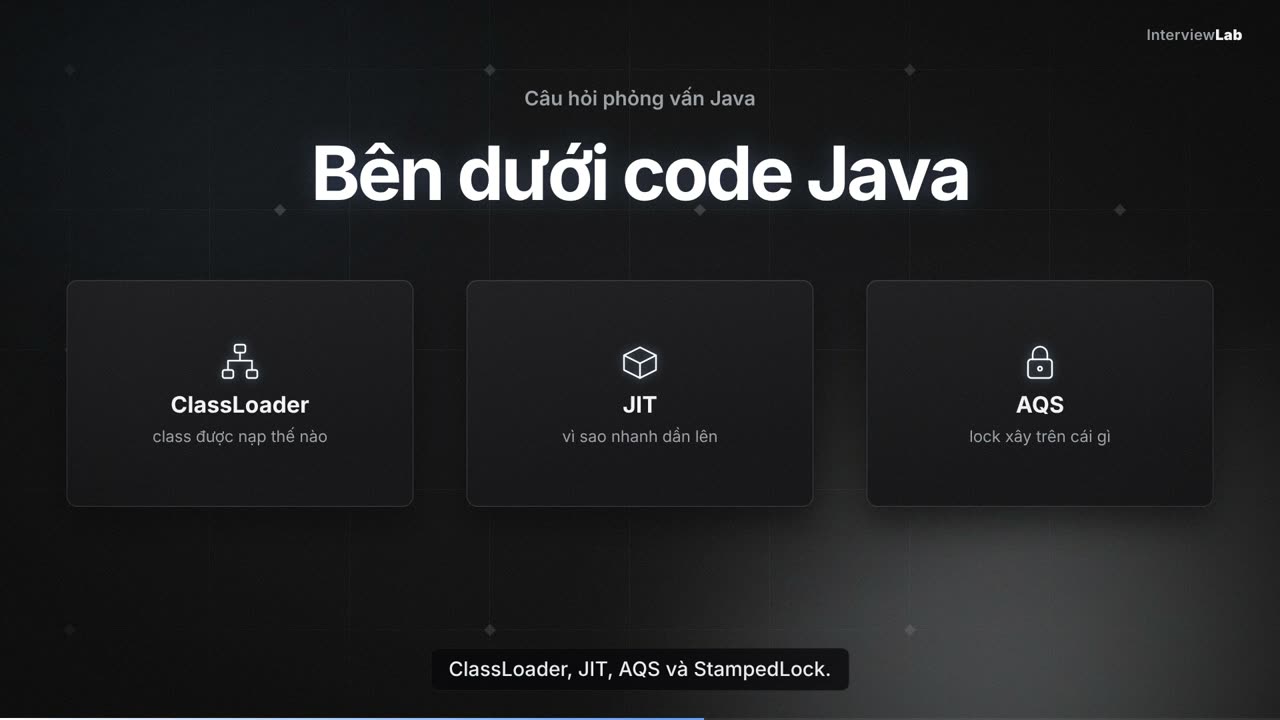 InterviewLab
Câu hỏi phỏng vấn Java
Bên dưới code Java
ClassLoader
class được nạp thế nào
JIT
vì sao nhanh dần lên
AQS
lock xây trên cái gì
ClassLoader, JIT, AQS và StampedLock.